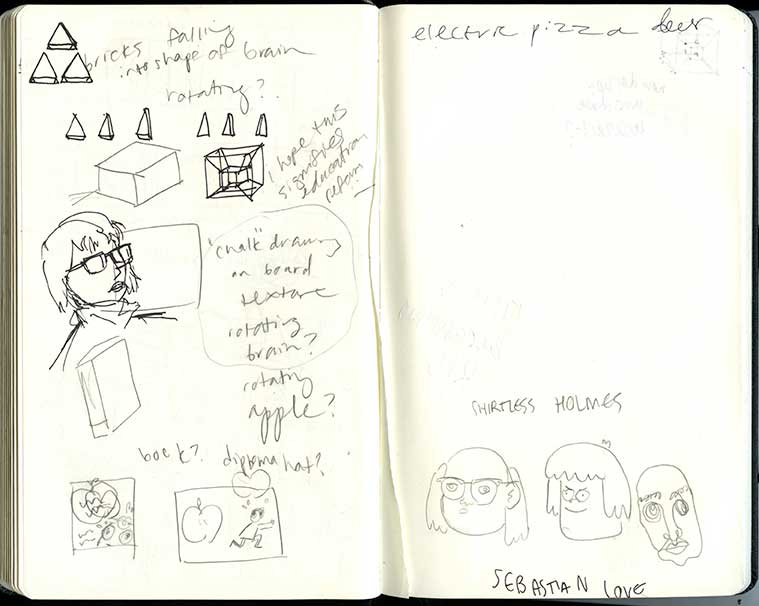 bricks falling
into shape of brain
rotating?
I hope this
signifies
education
reform
"chalk" drawing
on board
texture
rotating
brain?
rotating
apple?
book? diploma hat?
electric pizza beer
SHIRTLESS HOLMES
SEBASTIAN LOVE